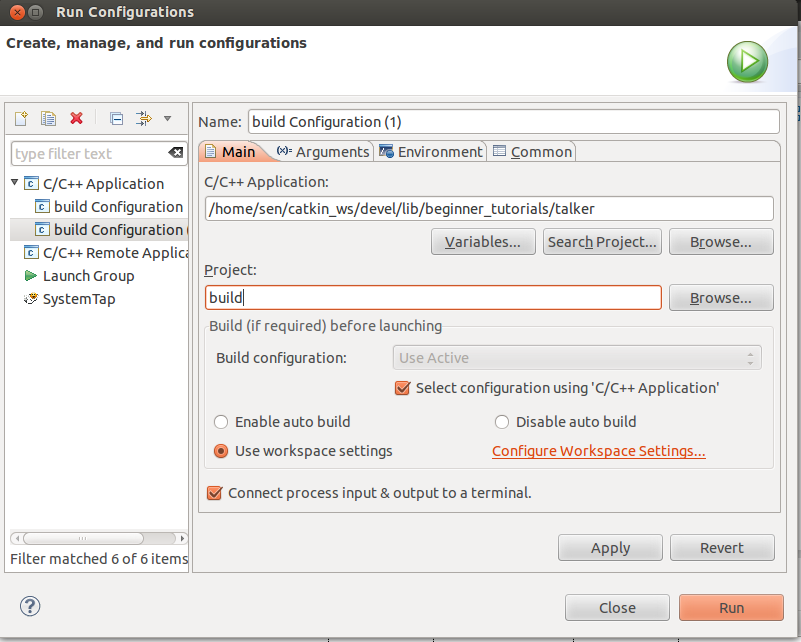 Run Configurations
Create, manage, and run configurations
type filter text
C/C++ Application
build Configuration
build Configuration (
C/C++ Remote Applica
Launch Group
SystemTap
Filter matched 6 of 6 items
Name: build Configuration (1)
Main (x)= Arguments Environment Common
C/C++ Application:
/home/sen/catkin_ws/devel/lib/beginner_tutorials/talker
Variables... Search Project... Browse...
Project:
build Browse...
Build (if required) before launching
Build configuration: Use Active
Select configuration using 'C/C++ Application'
Enable auto build Disable auto build
Use workspace settings Configure Workspace Settings...
Connect process input & output to a terminal.
Apply Revert
? Close Run